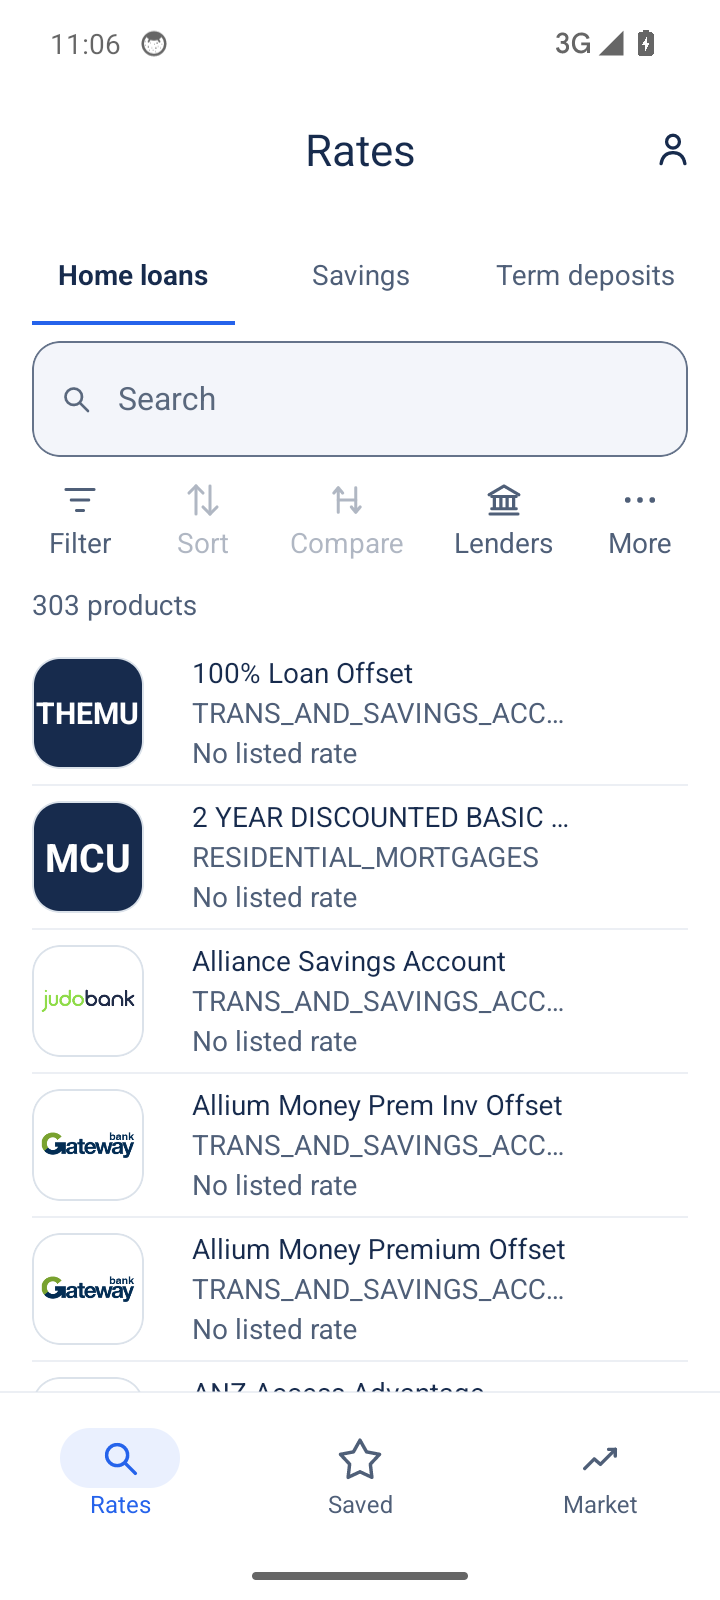 11:06
3G
Rates
Home loans
Savings
Term deposits
Search
Filter
Sort
Compare
Lenders
More
303 products
THEMU
100% Loan Offset
TRANS_AND_SAVINGS_ACC...
No listed rate
MCU
2 YEAR DISCOUNTED BASIC ...
RESIDENTIAL_MORTGAGES
No listed rate
judobank
Alliance Savings Account
TRANS_AND_SAVINGS_ACC...
No listed rate
Gateway bank
Allium Money Prem Inv Offset
TRANS_AND_SAVINGS_ACC...
No listed rate
Gateway bank
Allium Money Premium Offset
TRANS_AND_SAVINGS_ACC...
No listed rate
ANZ Access Advantage
Rates
Saved
Market